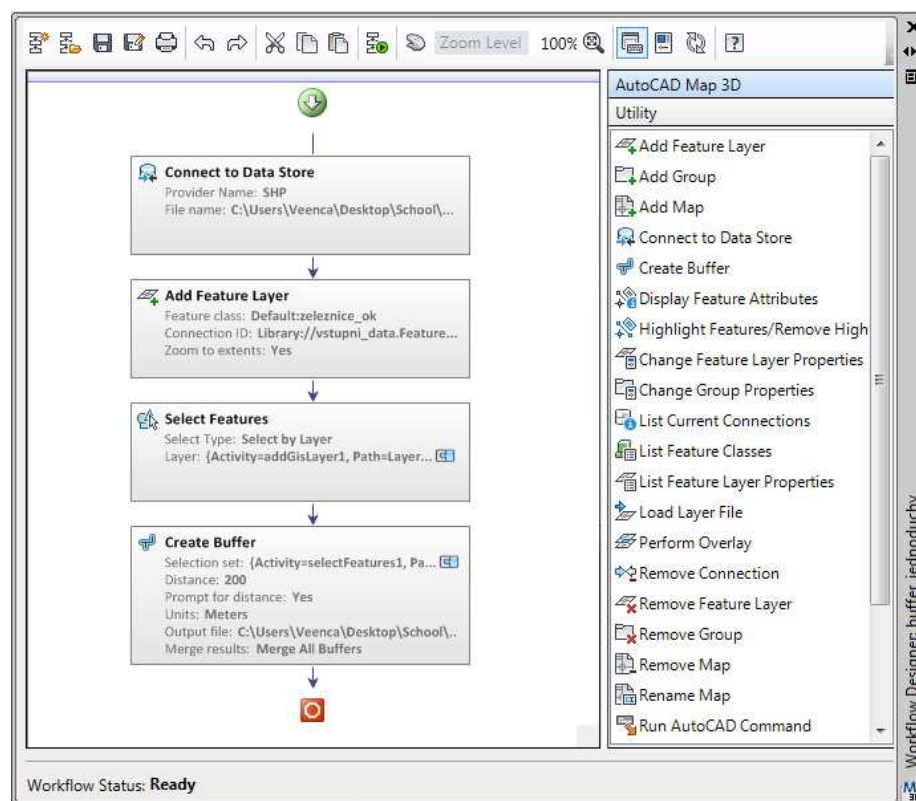 Zoom Level 100%
Connect to Data Store
Provider Name: SHP
File name: C:\Users\Veenca\Desktop\School\...
Add Feature Layer
Feature class: Default:zeleznice_ok
Connection ID: Library://vstupni_data.Feature...
Zoom to extents: Yes
Select Features
Select Type: Select by Layer
Layer: {Activity=addGisLayer1, Path=Layer...
Create Buffer
Selection set: {Activity=selectFeatures1, Pa...
Distance: 200
Prompt for distance: Yes
Units: Meters
Output file: C:\Users\Veenca\Desktop\School\..
Merge results: Merge All Buffers
AutoCAD Map 3D
Utility
Add Feature Layer
Add Group
Add Map
Connect to Data Store
Create Buffer
Display Feature Attributes
Highlight Features/Remove High
Change Feature Layer Properties
Change Group Properties
List Current Connections
List Feature Classes
List Feature Layer Properties
Load Layer File
Perform Overlay
Remove Connection
Remove Feature Layer
Remove Group
Remove Map
Rename Map
Run AutoCAD Command
Workflow Designer: buffer_jednoduchy
Workflow Status: Ready